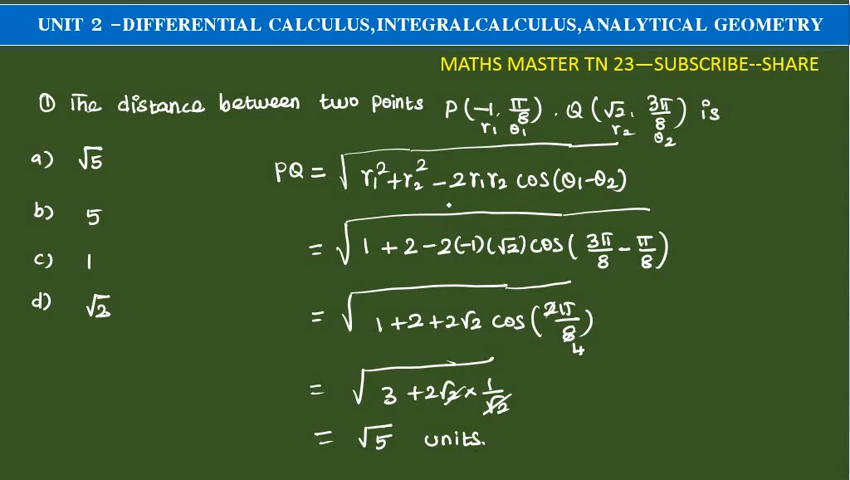 UNIT 2 -DIFFERENTIAL CALCULUS,INTEGRALCALCULUS,ANALYTICAL GEOMETRY
MATHS MASTER TN 23—SUBSCRIBE--SHARE
① The distance between two points P(-1, π/8) . Q(√2, 3π/8) is
r₁ θ₁ r₂ θ₂
a) √5
b) 5
c) 1
d) √2
PQ = √(r₁² + r₂² - 2r₁r₂ cos(θ₁-θ₂))
= √(1 + 2 - 2(-1)(√2) cos(3π/8 - π/8))
= √(1 + 2 + 2√2 cos(2π/8))
4
= √(3 + 2√2 × 1/√2)
= √5 units.